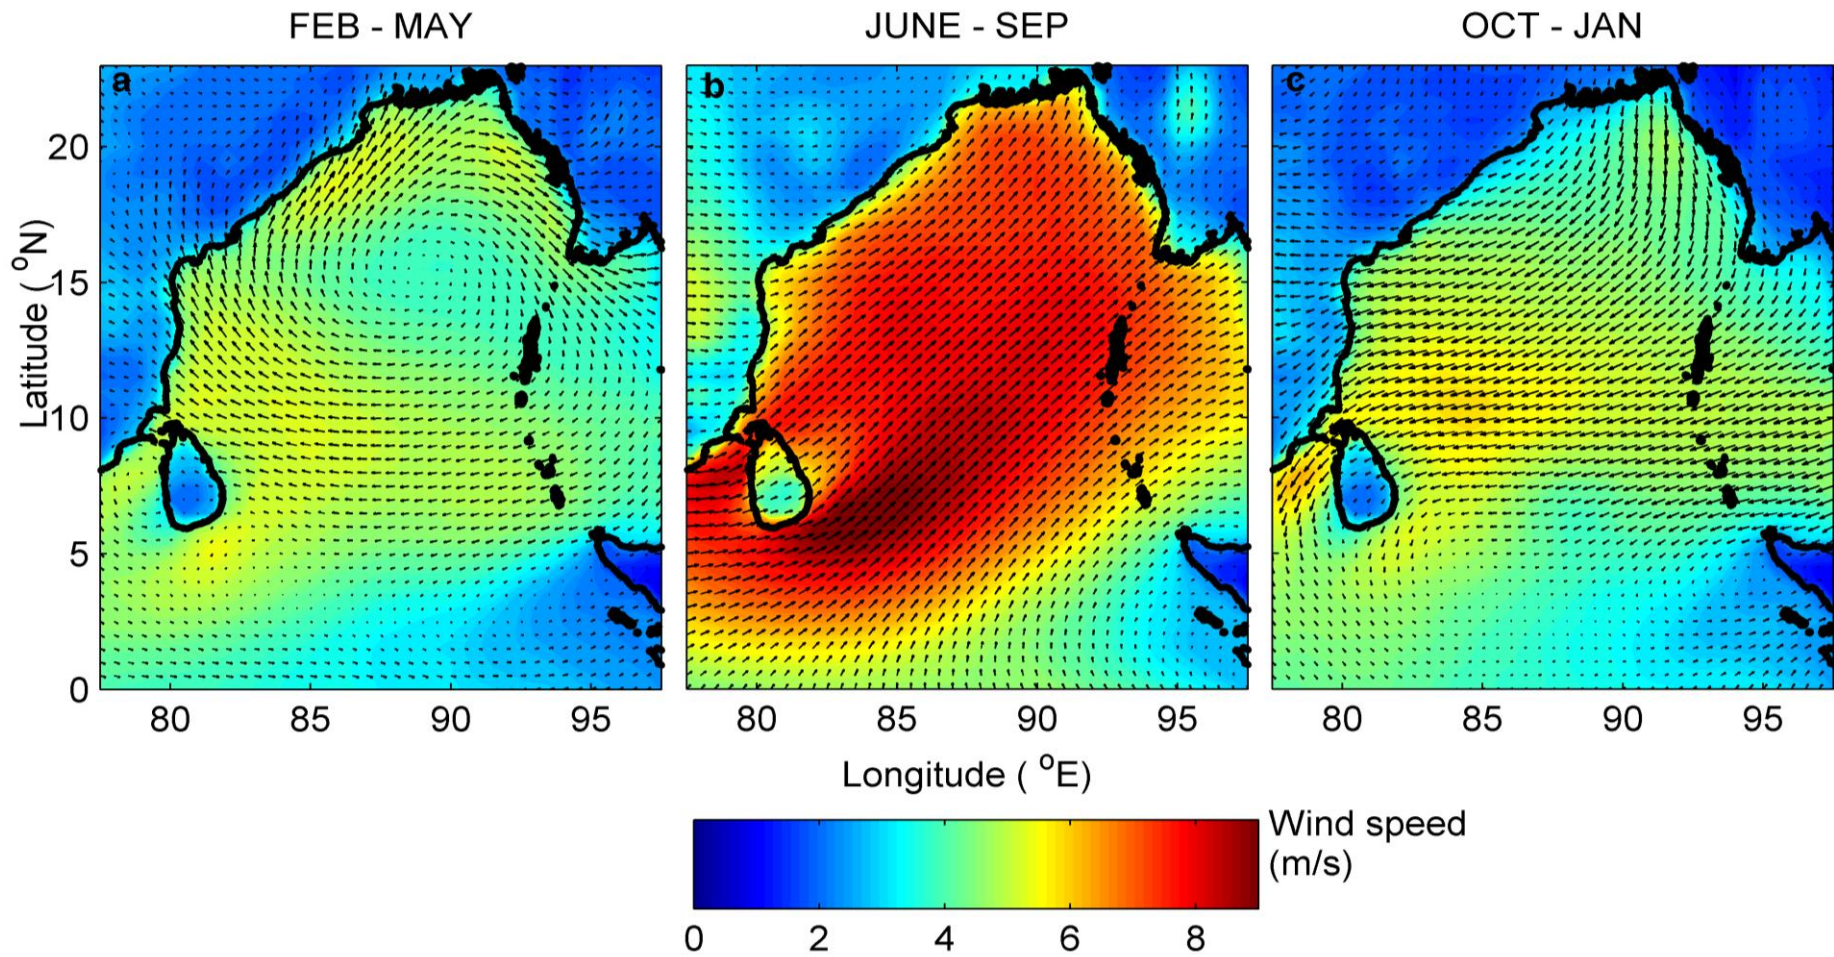 FEB - MAY
JUNE - SEP
OCT - JAN
a
b
c
Latitude ( °N)
20
15
10
5
0
80 85 90 95
80 85 90 95
80 85 90 95
Longitude ( °E)
Wind speed
(m/s)
0 2 4 6 8